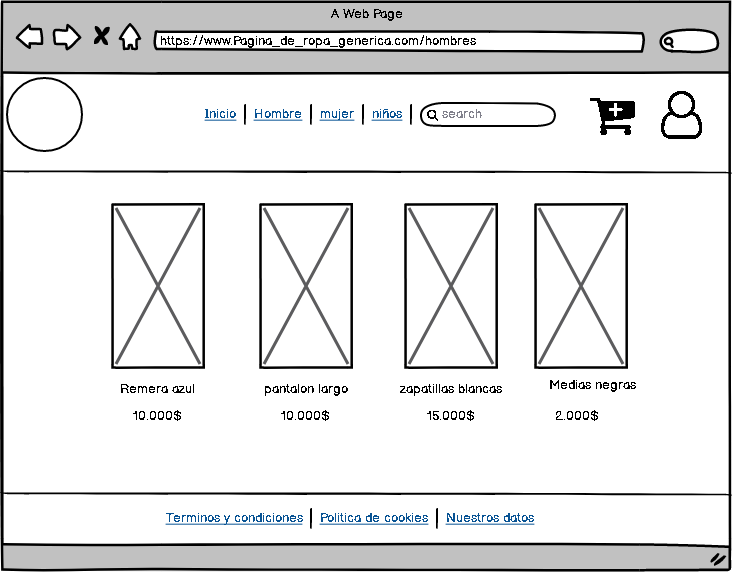 A Web Page
https://www.Pagina_de_ropa_generica.com/hombres
Inicio | Hombre | mujer | niños |
search
Remera azul
pantalon largo
zapatillas blancas
Medias negras
10.000$
10.000$
15.000$
2.000$
Terminos y condiciones | Politica de cookies | Nuestros datos